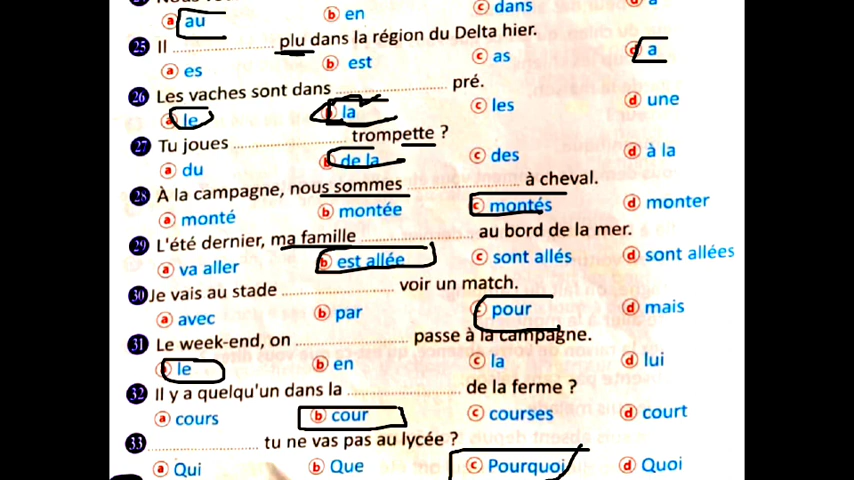 ⓐ au ⓑ en ⓒ dans
25 Il .................... plu dans la région du Delta hier.
ⓐ es ⓑ est ⓒ as ⓓ a
26 Les vaches sont dans .................... pré.
ⓐ le ⓑ la ⓒ les ⓓ une
27 Tu joues .................... trompette ?
ⓐ du ⓑ de la ⓒ des ⓓ à la
28 À la campagne, nous sommes .................... à cheval.
ⓐ monté ⓑ montée ⓒ montés ⓓ monter
29 L'été dernier, ma famille .................... au bord de la mer.
ⓐ va aller ⓑ est allée ⓒ sont allés ⓓ sont allées
30 Je vais au stade .................... voir un match.
ⓐ avec ⓑ par ⓒ pour ⓓ mais
31 Le week-end, on .................... passe à la campagne.
ⓐ le ⓑ en ⓒ la ⓓ lui
32 Il y a quelqu'un dans la .................... de la ferme ?
ⓐ cours ⓑ cour ⓒ courses ⓓ court
33 .................... tu ne vas pas au lycée ?
ⓐ Qui ⓑ Que ⓒ Pourquoi ⓓ Quoi